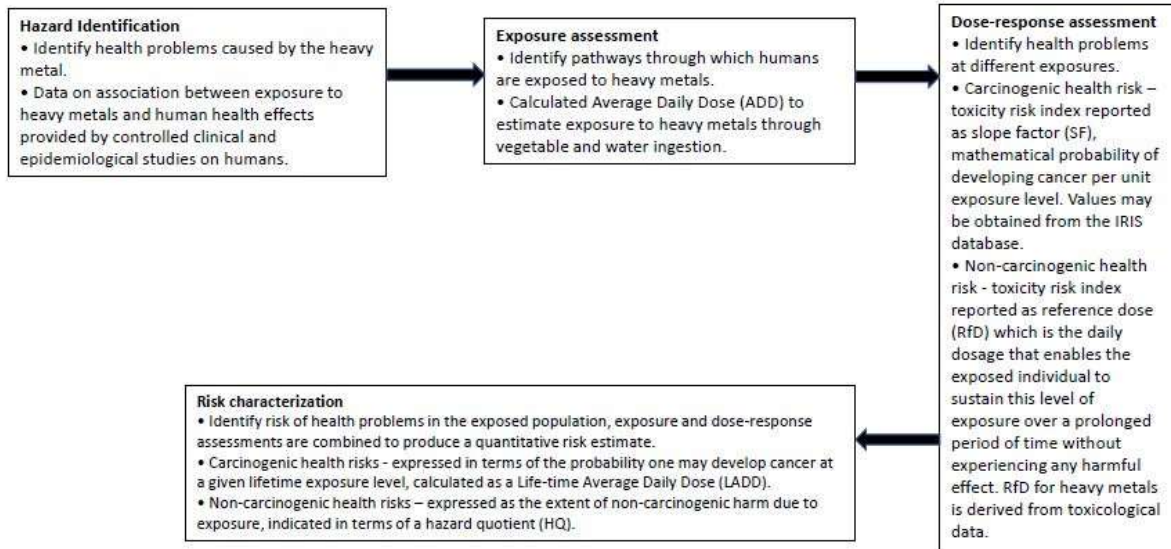 Hazard Identification
• Identify health problems caused by the heavy
metal.
• Data on association between exposure to
heavy metals and human health effects
provided by controlled clinical and
epidemiological studies on humans.
Exposure assessment
• Identify pathways through which humans
are exposed to heavy metals.
• Calculated Average Daily Dose (ADD) to
estimate exposure to heavy metals through
vegetable and water ingestion.
Dose-response assessment
• Identify health problems
at different exposures.
• Carcinogenic health risk –
toxicity risk index reported
as slope factor (SF),
mathematical probability of
developing cancer per unit
exposure level. Values may
be obtained from the IRIS
database.
• Non-carcinogenic health
risk - toxicity risk index
reported as reference dose
(RfD) which is the daily
dosage that enables the
exposed individual to
sustain this level of
exposure over a prolonged
period of time without
experiencing any harmful
effect. RfD for heavy metals
is derived from toxicological
data.
Risk characterization
• Identify risk of health problems in the exposed population, exposure and dose-response
assessments are combined to produce a quantitative risk estimate.
• Carcinogenic health risks - expressed in terms of the probability one may develop cancer at
a given lifetime exposure level, calculated as a Life-time Average Daily Dose (LADD).
• Non-carcinogenic health risks – expressed as the extent of non-carcinogenic harm due to
exposure, indicated in terms of a hazard quotient (HQ).